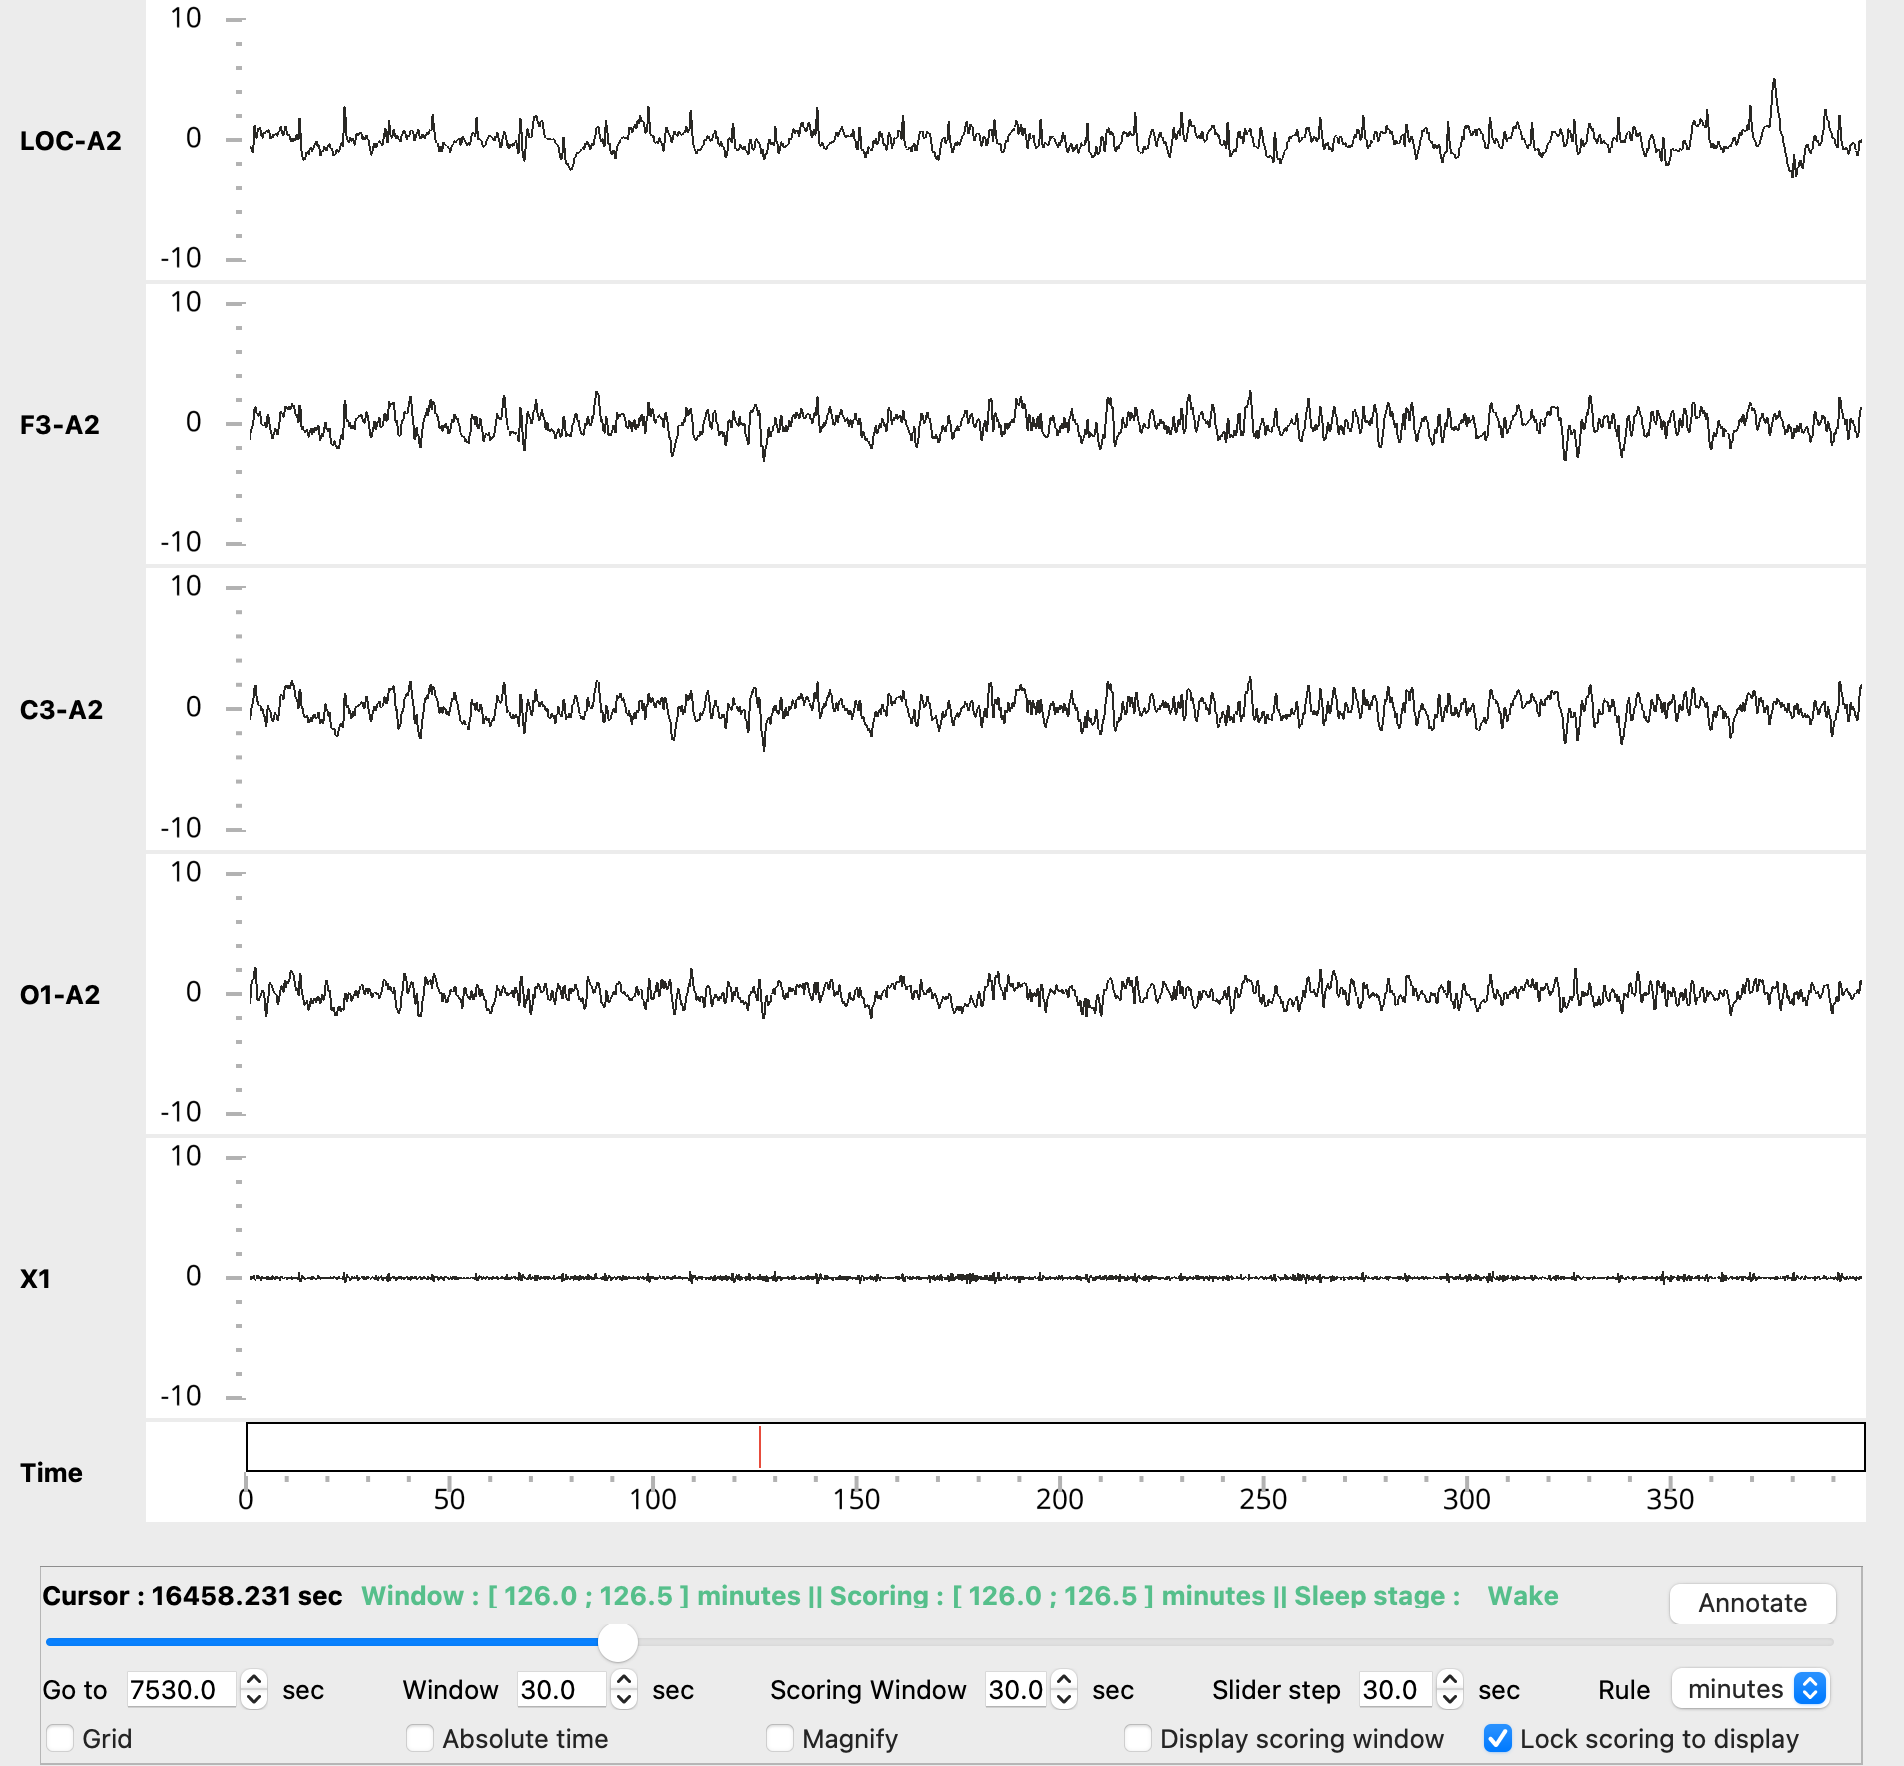 10
LOC-A2 0
-10
10
F3-A2 0
-10
10
C3-A2 0
-10
10
O1-A2 0
-10
10
X1 0
-10
Time
0 50 100 150 200 250 300 350
Cursor : 16458.231 sec Window : [ 126.0 ; 126.5 ] minutes || Scoring : [ 126.0 ; 126.5 ] minutes || Sleep stage : Wake Annotate
Go to 7530.0 sec Window 30.0 sec Scoring Window 30.0 sec Slider step 30.0 sec Rule minutes
Grid Absolute time Magnify Display scoring window Lock scoring to display